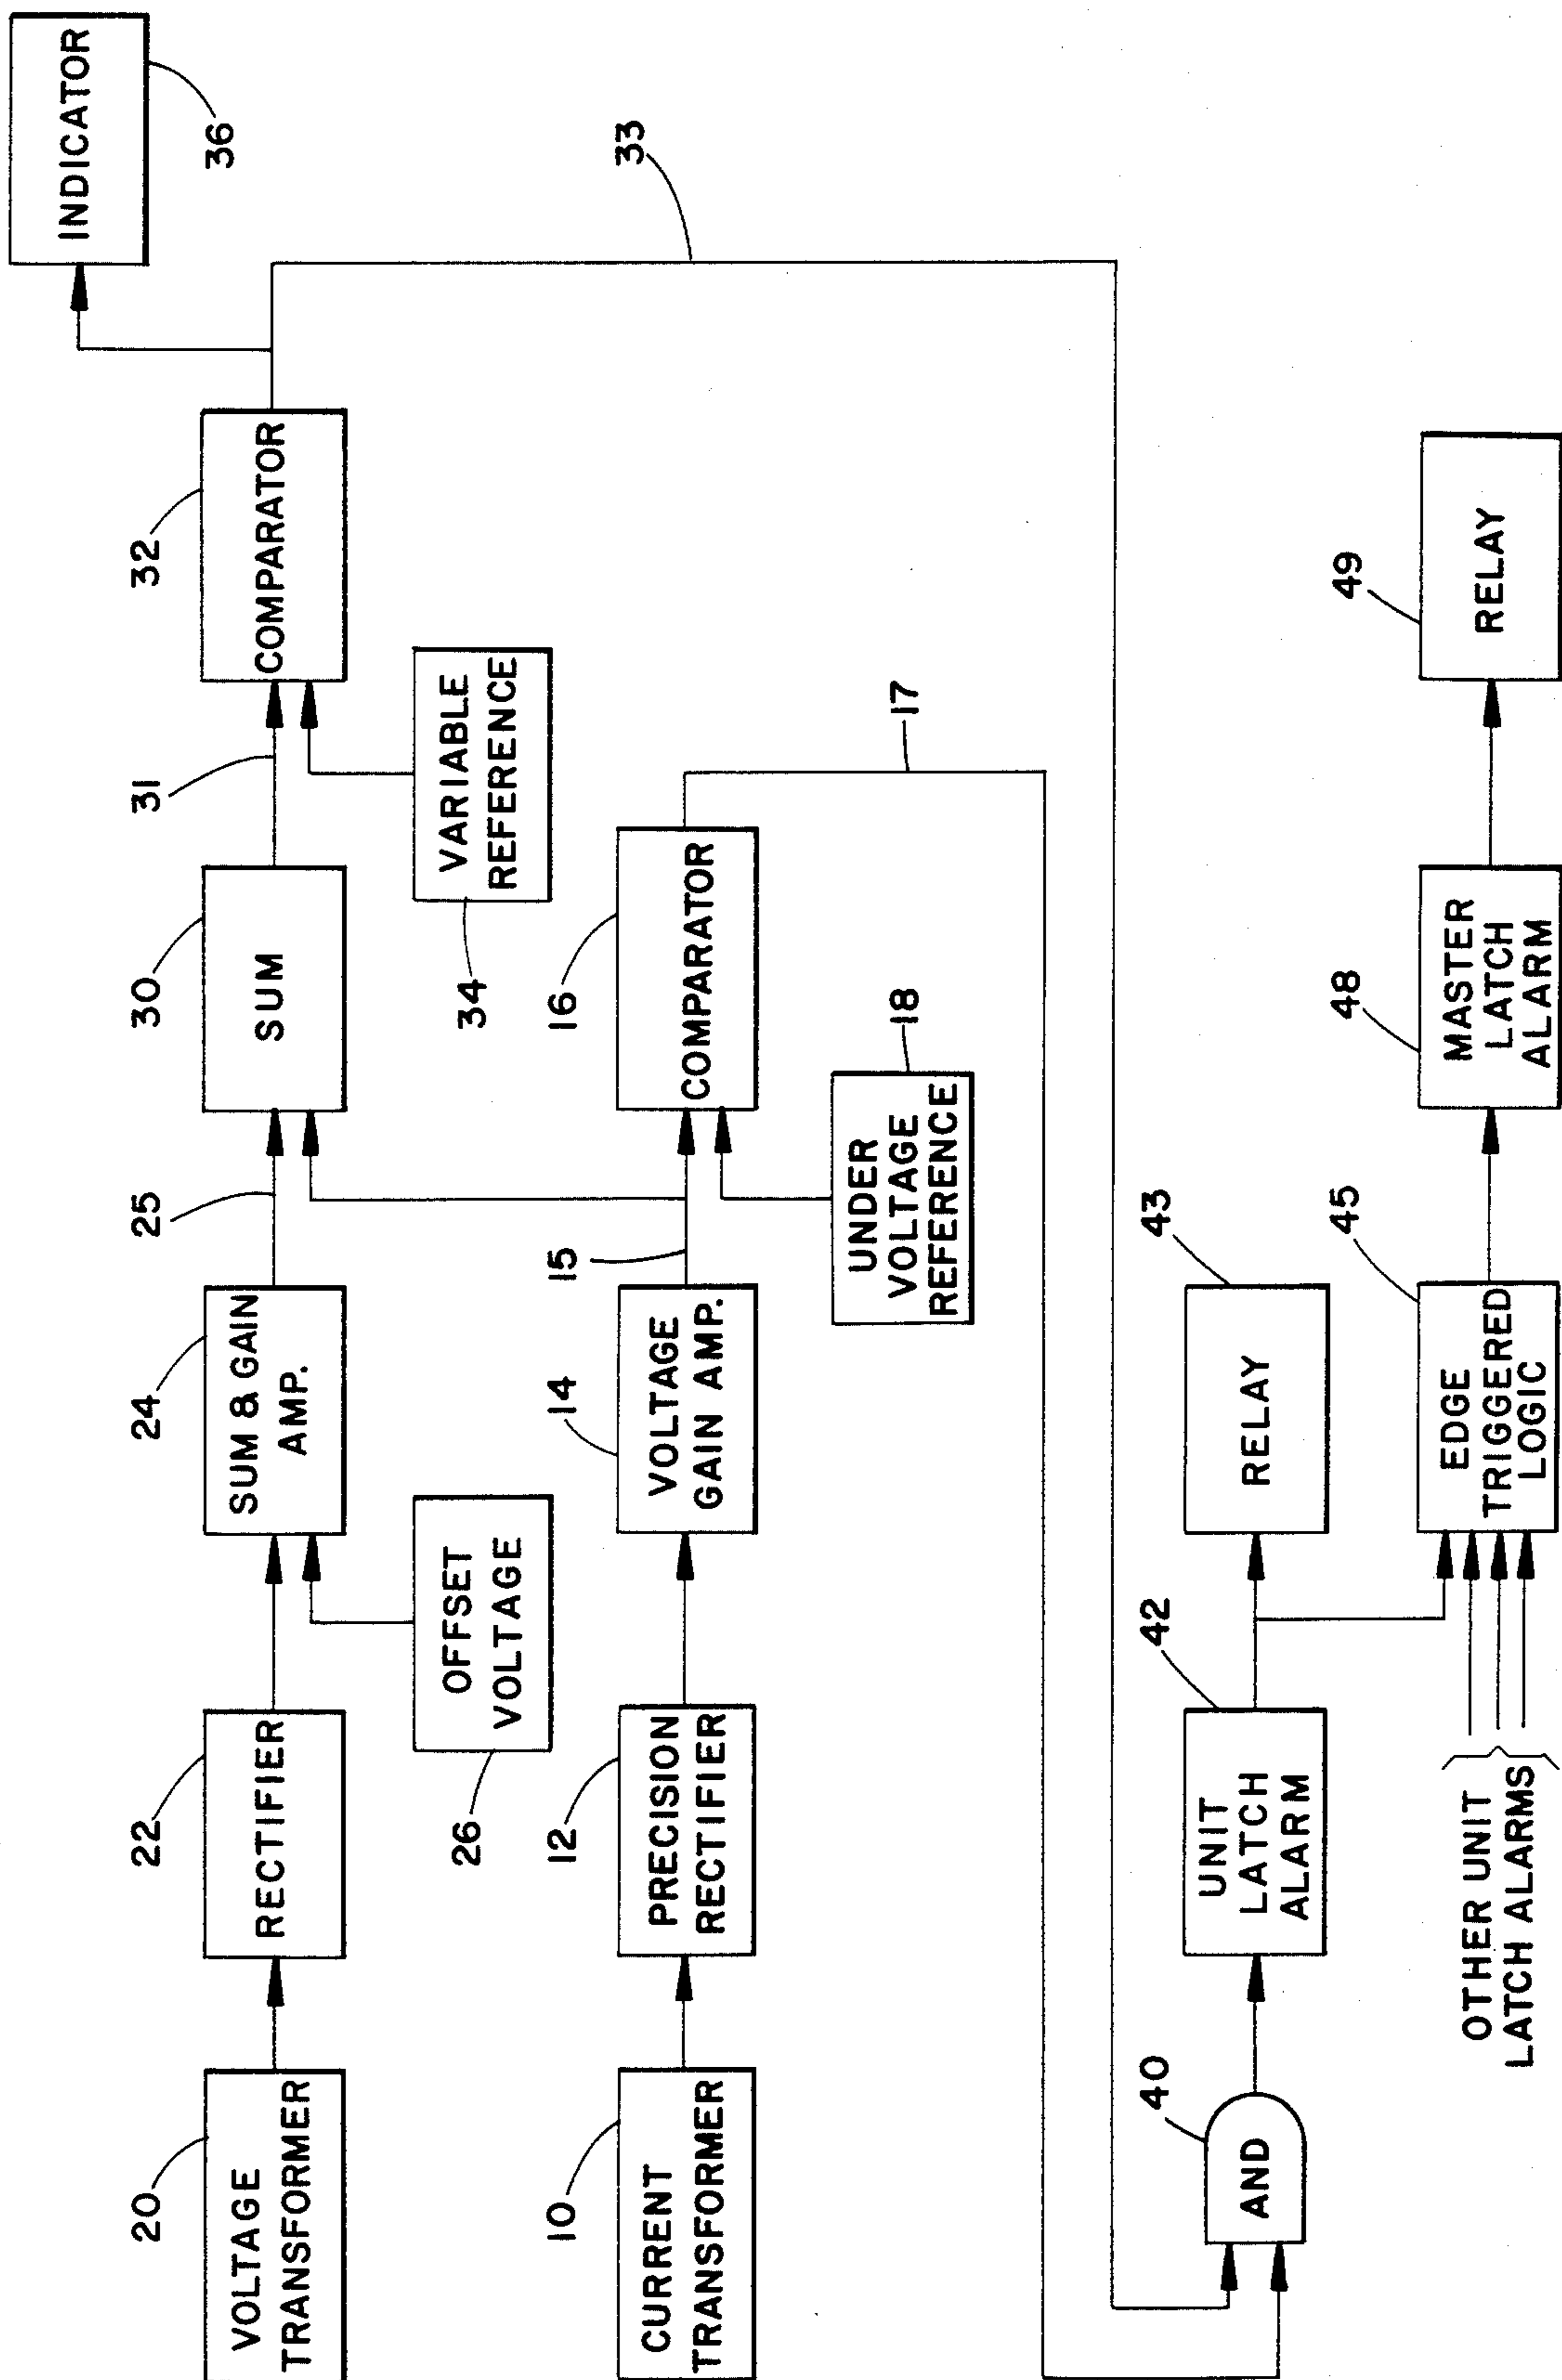 20
VOLTAGE
TRANSFORMER
22
RECTIFIER
24
SUM & GAIN
AMP.
25
30
SUM
31
32
COMPARATOR
INDICATOR
36
26
OFFSET
VOLTAGE
34
VARIABLE
REFERENCE
33
10
CURRENT
TRANSFORMER
12
PRECISION
RECTIFIER
14
VOLTAGE
GAIN AMP.
15
16
COMPARATOR
17
18
UNDER
VOLTAGE
REFERENCE
40
AND
42
UNIT
LATCH
ALARM
43
RELAY
OTHER UNIT
LATCH ALARMS
45
EDGE
TRIGGERED
LOGIC
48
MASTER
LATCH
ALARM
49
RELAY